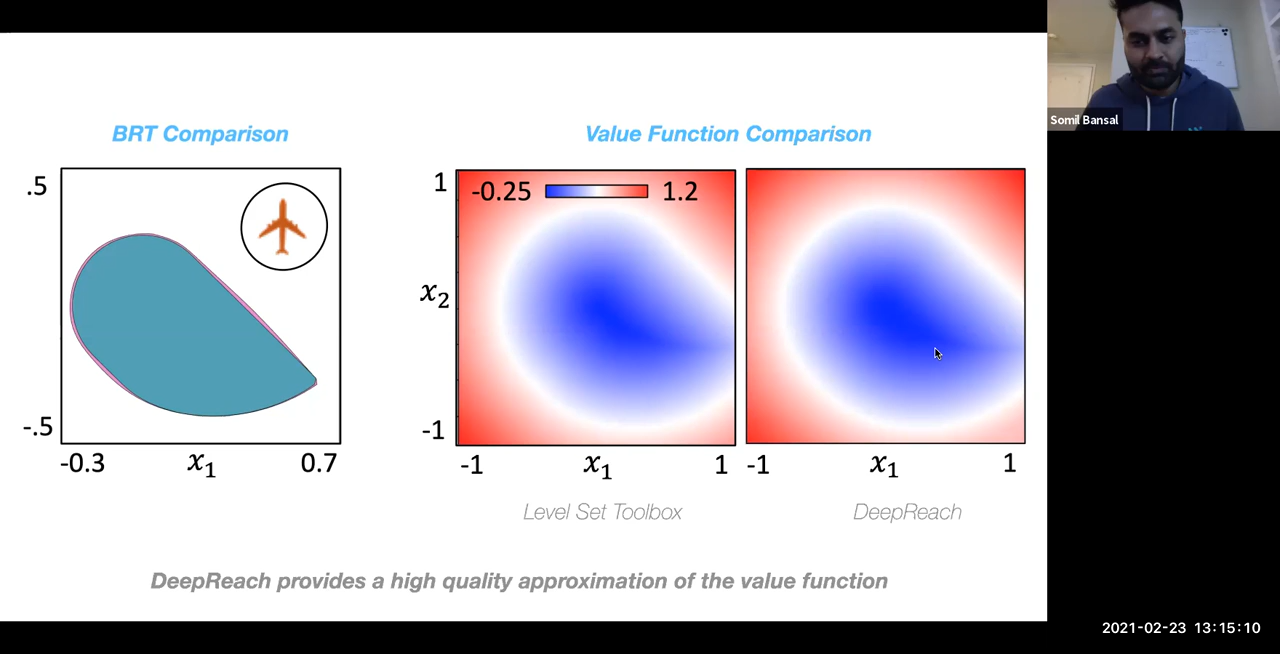 BRT Comparison
Value Function Comparison
Somil Bansal
.5
-.5
-0.3
x₁
0.7
1
-0.25
1.2
x₂
-1
-1
x₁
1
-1
x₁
1
Level Set Toolbox
DeepReach
DeepReach provides a high quality approximation of the value function
2021-02-23 13:15:10